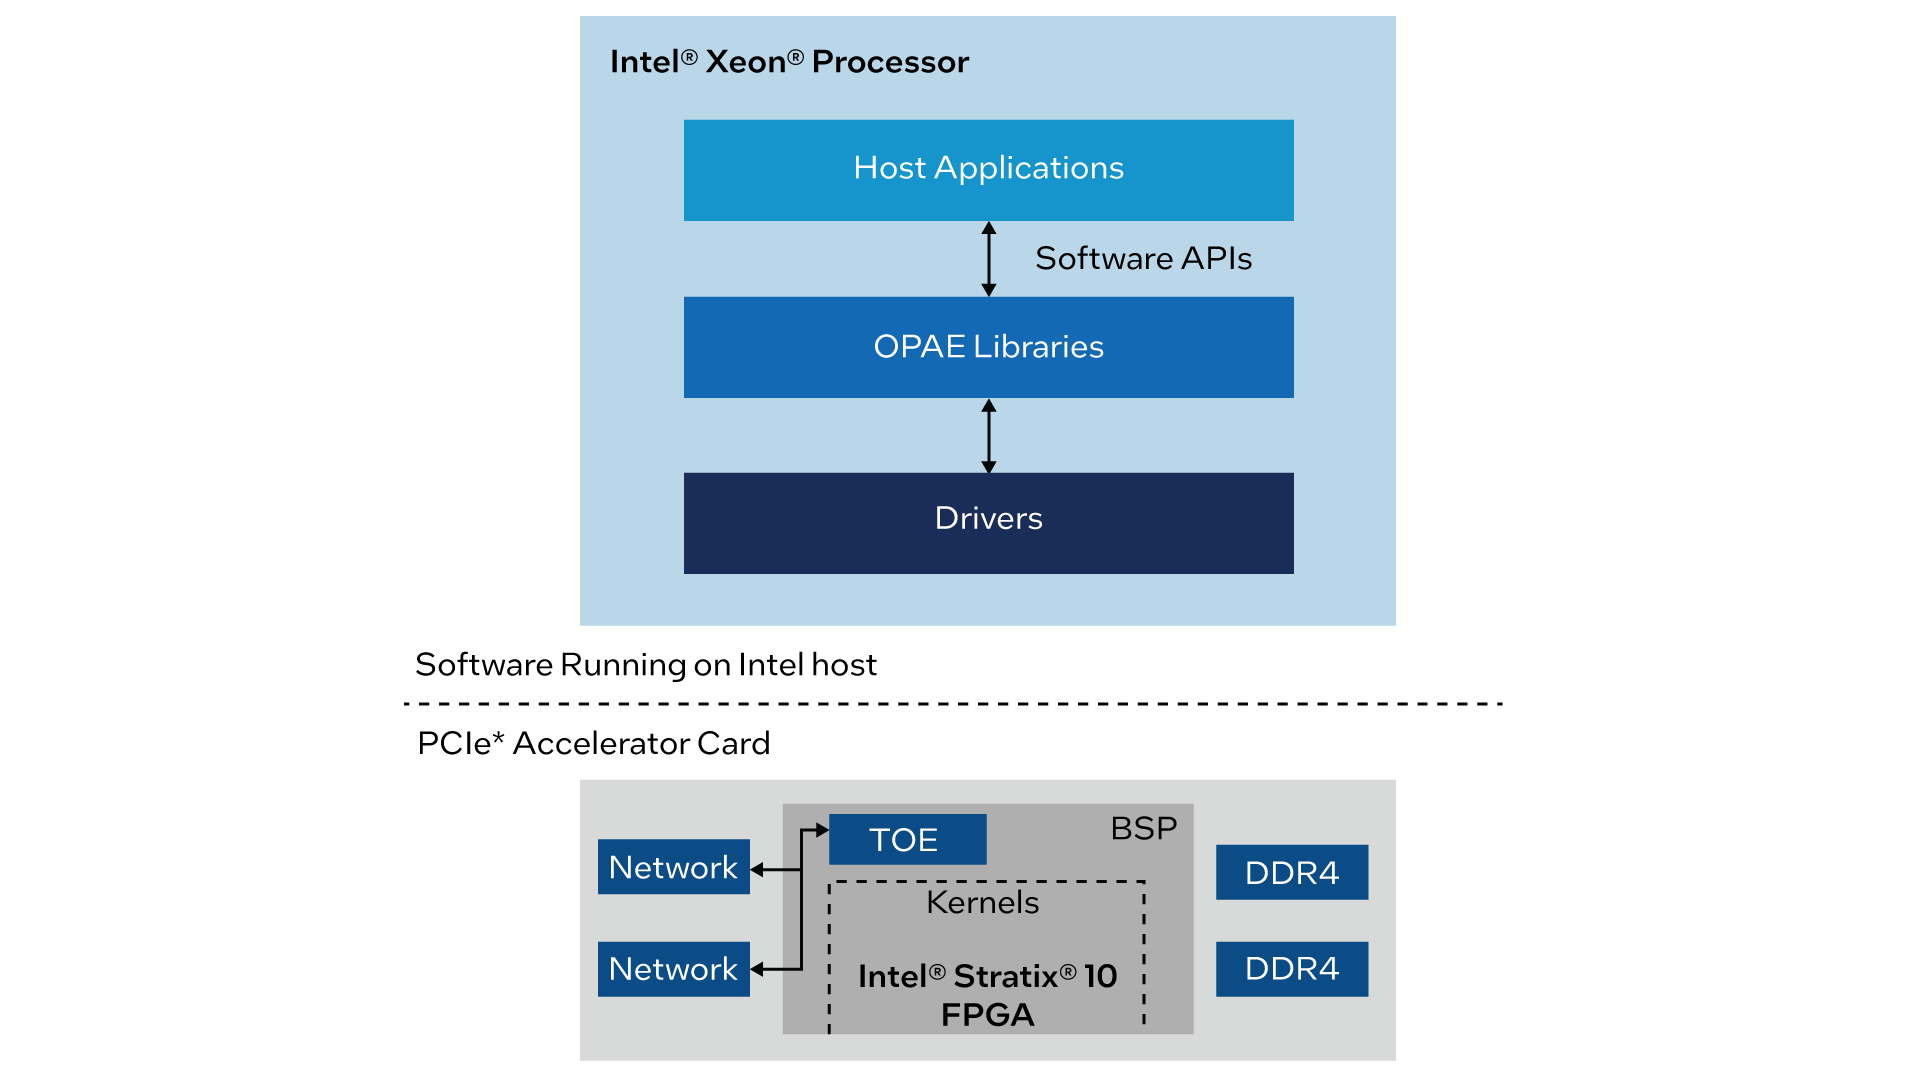 Intel® Xeon® Processor
Host Applications
Software APIs
OPAE Libraries
Drivers
Software Running on Intel host
PCIe* Accelerator Card
TOE
BSP
Network
DDR4
Kernels
Network
DDR4
Intel® Stratix® 10
FPGA